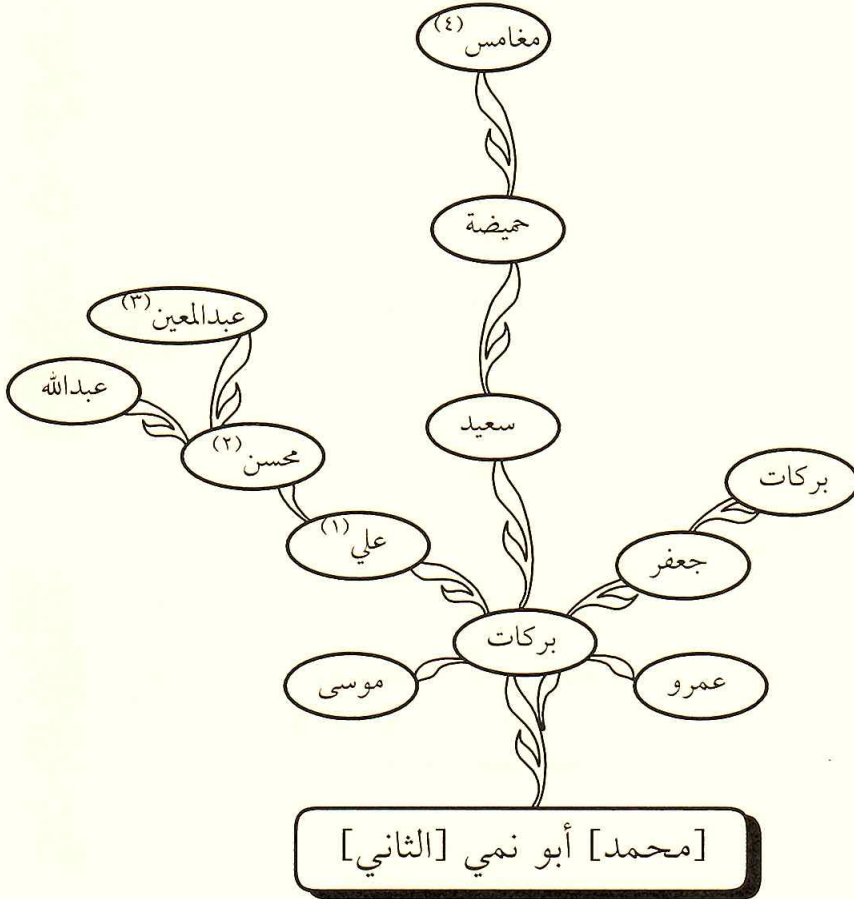 مغامس (٤)
حميضة
عبدالمعين (٣)
عبدالله
سعيد
محسن (٢)
بركات
علي (١)
جعفر
بركات
عمرو
موسى
[محمد] أبو نمي [الثاني]